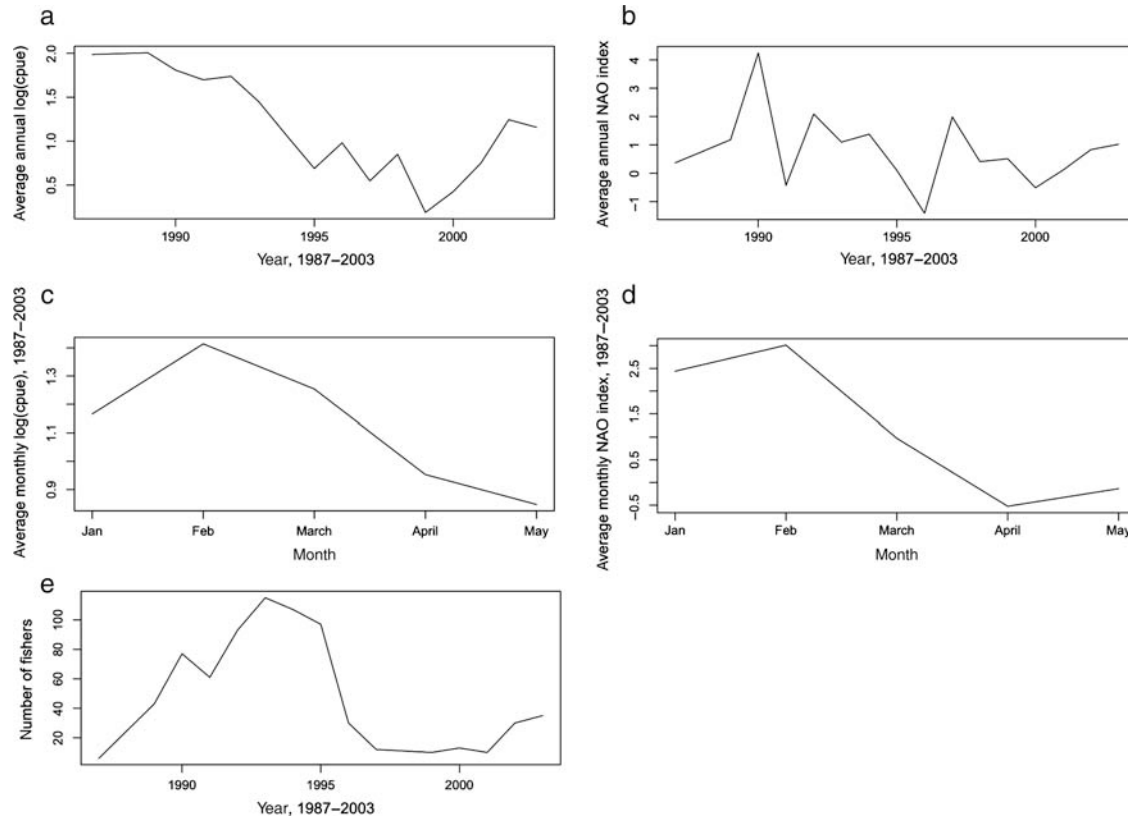 a
Average annual log(cpue)
2.0
1.5
1.0
0.5
1990 1995 2000
Year, 1987–2003
b
Average annual NAO index
4
3
2
1
0
−1
1990 1995 2000
Year, 1987–2003
c
Average monthly log(cpue), 1987–2003
1.3
1.1
0.9
Jan Feb March April May
Month
d
Average monthly NAO index, 1987–2003
2.5
1.5
0.5
−0.5
Jan Feb March April May
Month
e
Number of fishers
100
80
60
40
20
1990 1995 2000
Year, 1987–2003